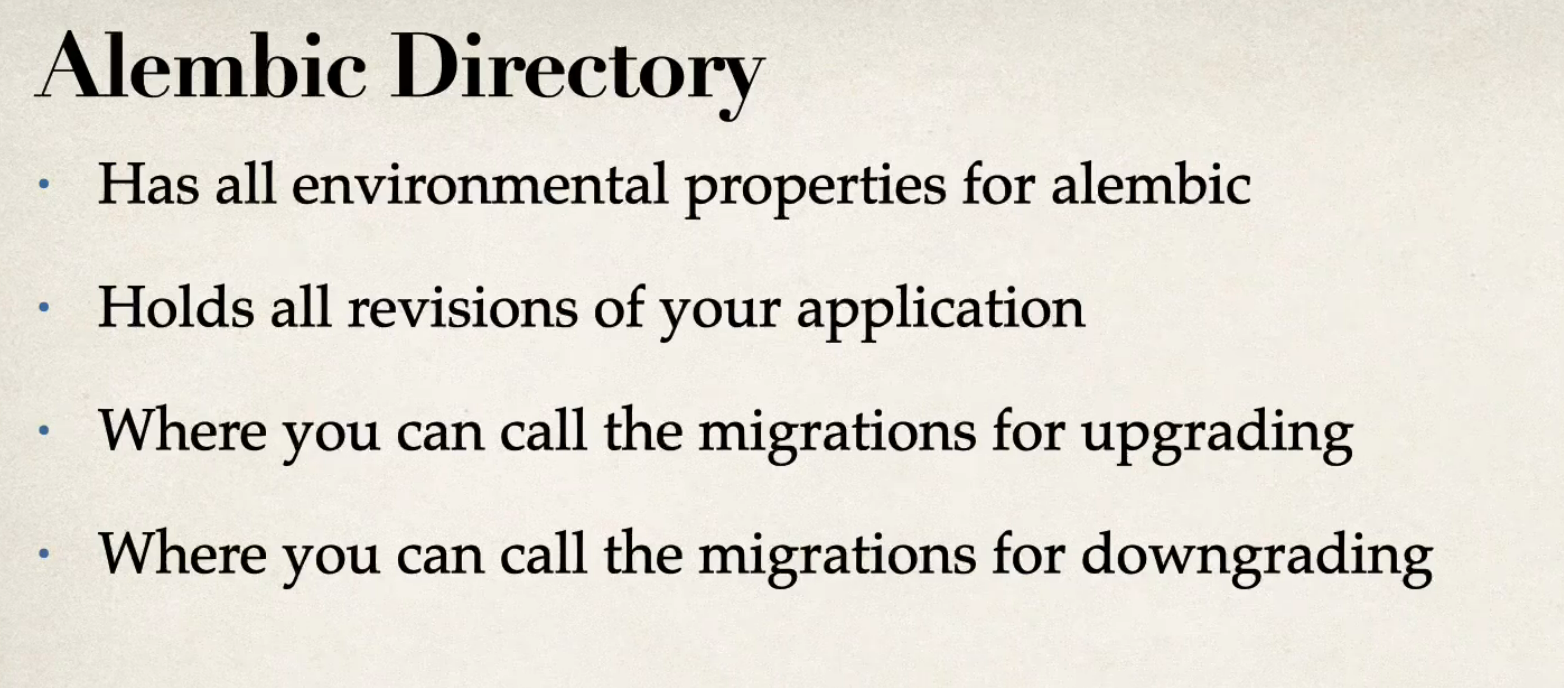 Alembic Directory
• Has all environmental properties for alembic
• Holds all revisions of your application
• Where you can call the migrations for upgrading
• Where you can call the migrations for downgrading